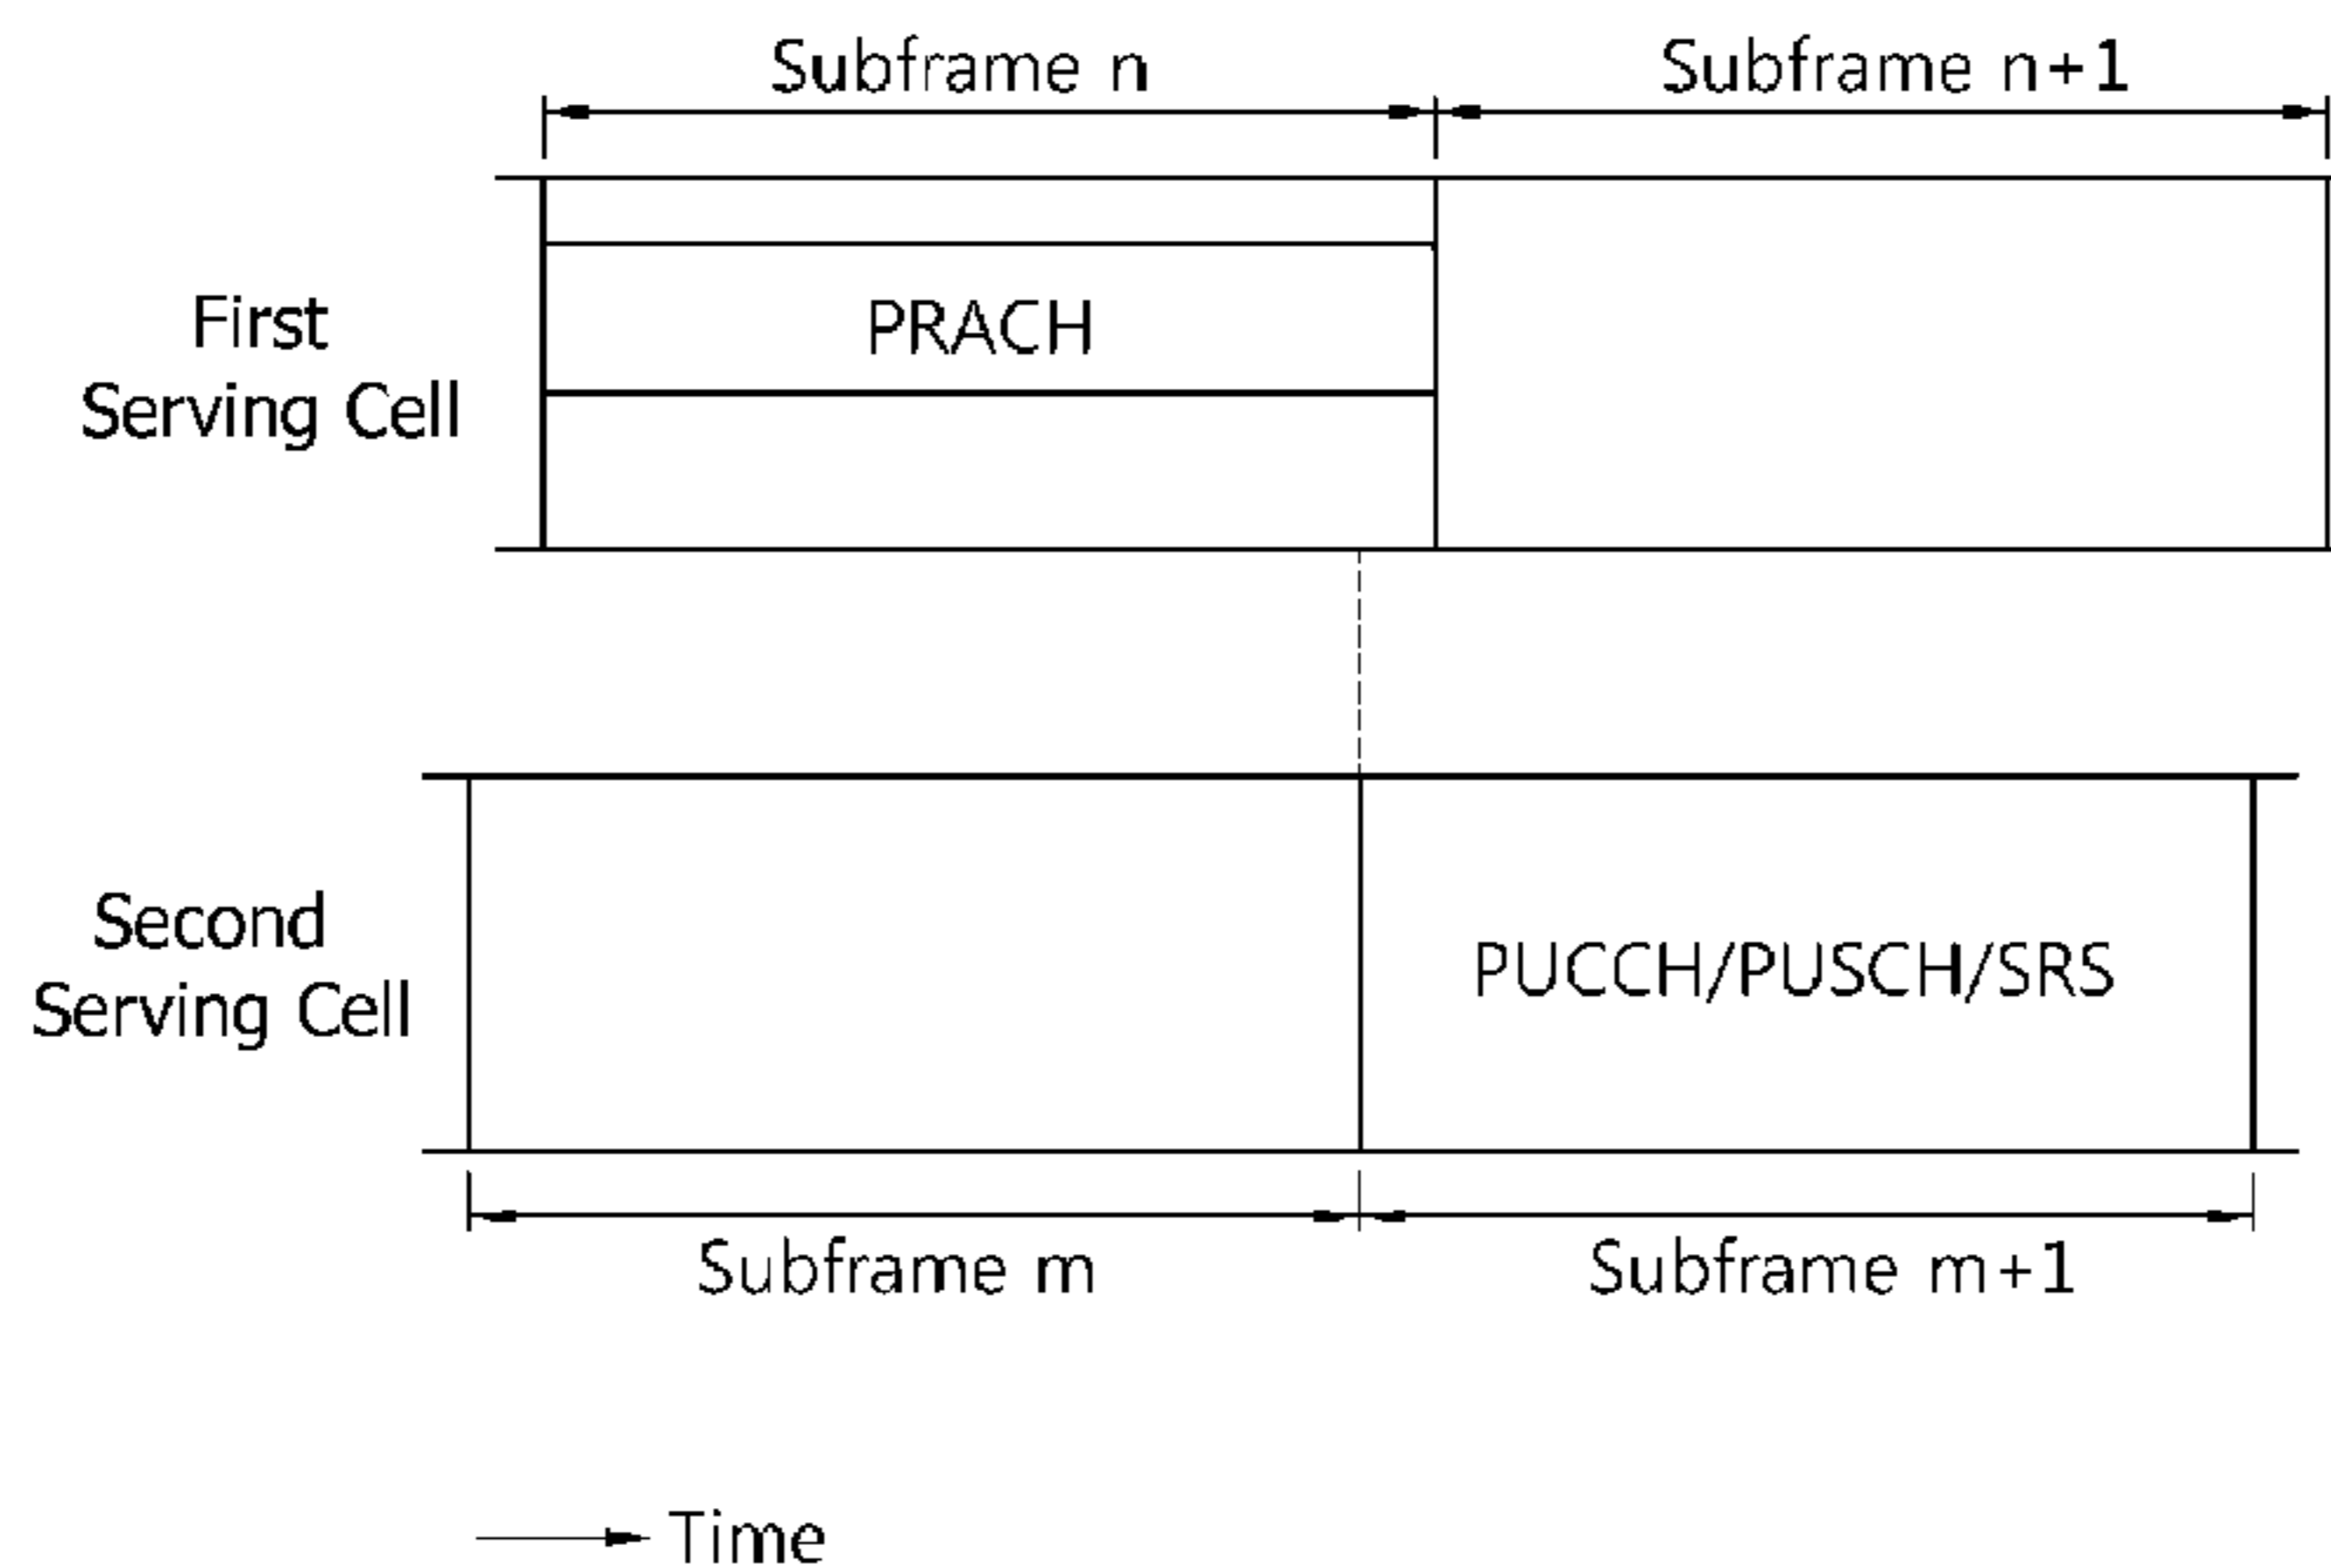 Subframe n
Subframe n+1
First
Serving Cell
PRACH
Second
Serving Cell
PUCCH/PUSCH/SRS
Subframe m
Subframe m+1
Time